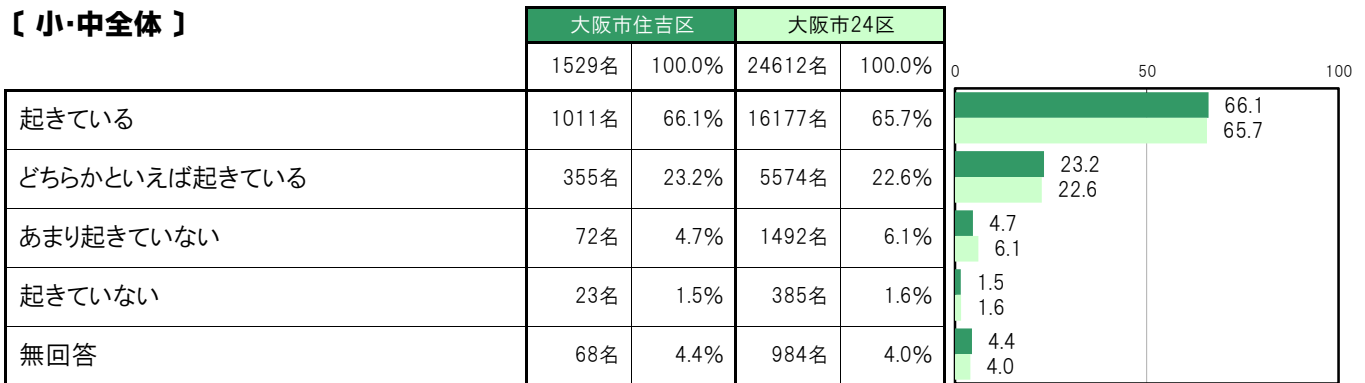 〔 小・中全体 〕
大阪市住吉区 大阪市24区
1529名 100.0% 24612名 100.0%
0 50 100
起きている 1011名 66.1% 16177名 65.7%
66.1
65.7
どちらかといえば起きている 355名 23.2% 5574名 22.6%
23.2
22.6
あまり起きていない 72名 4.7% 1492名 6.1%
4.7
6.1
起きていない 23名 1.5% 385名 1.6%
1.5
1.6
無回答 68名 4.4% 984名 4.0%
4.4
4.0